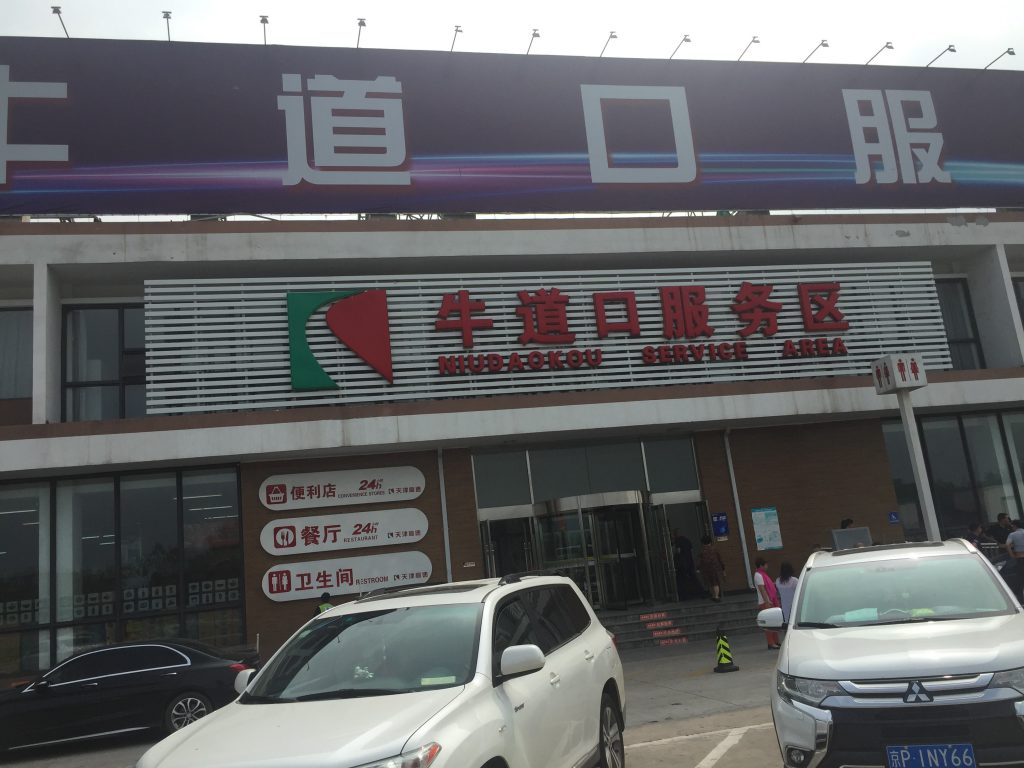 牛道口服
牛道口服务区
NIUDAOKOU SERVICE AREA
便利店 24h CONVENIENCE STORES 天津高速
餐厅 24h RESTAURANT 天津高速
卫生间 RESTROOM 天津高速
京P·1NY66